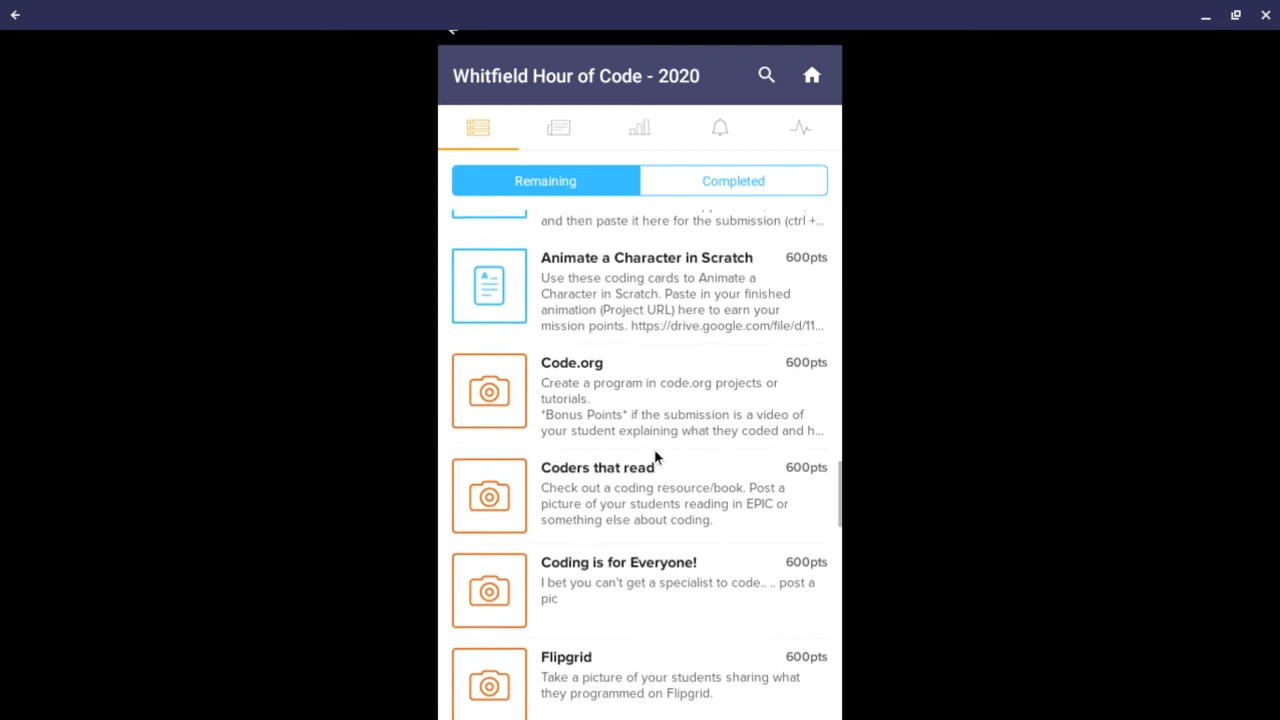 Whitfield Hour of Code - 2020
Remaining
Completed
and then paste it here for the submission (ctrl +...
Animate a Character in Scratch 600pts
Use these coding cards to Animate a
Character in Scratch. Paste in your finished
animation (Project URL) here to earn your
mission points. https://drive.google.com/file/d/11...
Code.org 600pts
Create a program in code.org projects or
tutorials.
*Bonus Points* if the submission is a video of
your student explaining what they coded and h...
Coders that read 600pts
Check out a coding resource/book. Post a
picture of your students reading in EPIC or
something else about coding.
Coding is for Everyone! 600pts
I bet you can't get a specialist to code.. .. post a
pic
Flipgrid 600pts
Take a picture of your students sharing what
they programmed on Flipgrid.